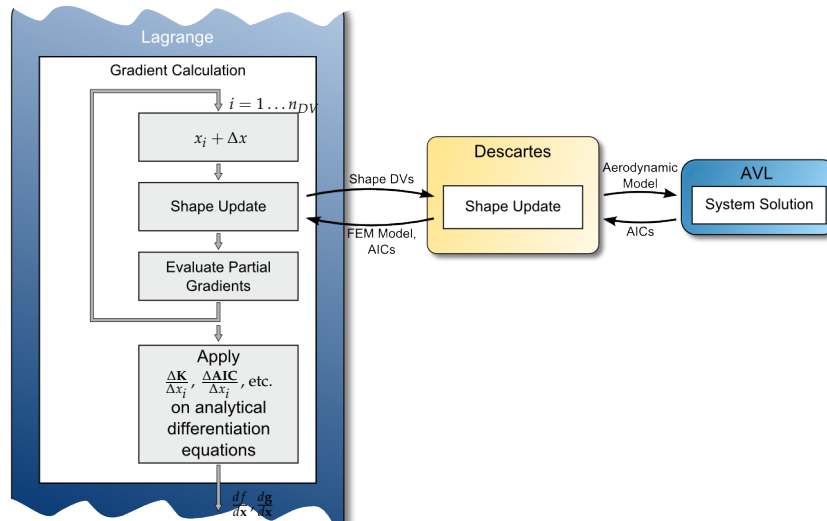 Lagrange
Gradient Calculation
i = 1 … n_{DV}
x_i + Δx
Shape Update
Evaluate Partial
Gradients
Apply
ΔK/Δx_i, ΔAIC/Δx_i, etc.
on analytical
differentiation
equations
df/dx, dg/dx
Shape DVs
FEM Model,
AICs
Descartes
Shape Update
Aerodynamic
Model
AICs
AVL
System Solution